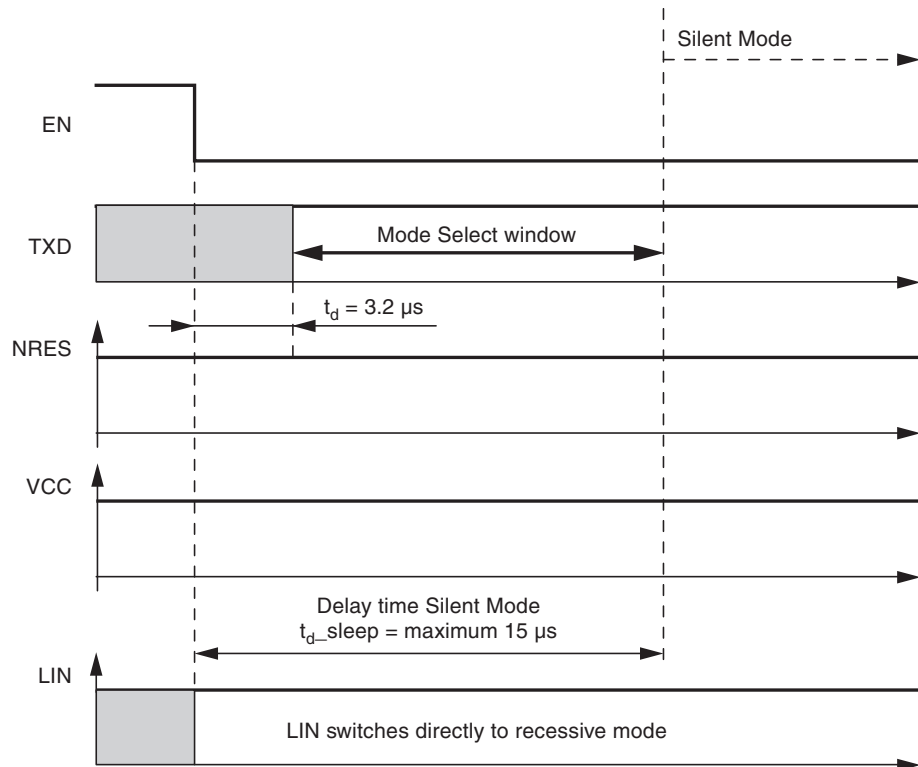 Silent Mode
EN
TXD
Mode Select window
t_d = 3.2 µs
NRES
VCC
Delay time Silent Mode
t_d_sleep = maximum 15 µs
LIN
LIN switches directly to recessive mode